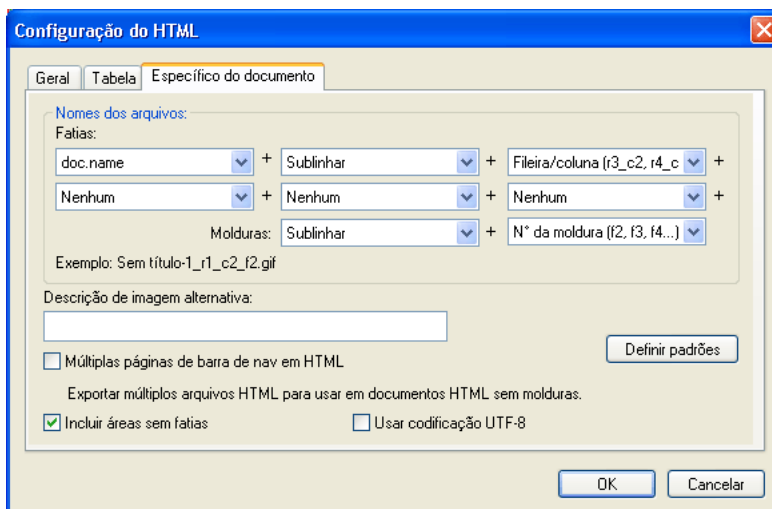 Configuração do HTML
Geral Tabela Específico do documento
Nomes dos arquivos:
Fatias:
doc.name + Sublinhar + Fileira/coluna (r3_c2, r4_c +
Nenhum + Nenhum + Nenhum +
Molduras: Sublinhar + N° da moldura (f2, f3, f4...)
Exemplo: Sem título-1_r1_c2_f2.gif
Descrição de imagem alternativa:
Definir padrões
Múltiplas páginas de barra de nav em HTML
Exportar múltiplos arquivos HTML para usar em documentos HTML sem molduras.
Incluir áreas sem fatias Usar codificação UTF-8
OK Cancelar